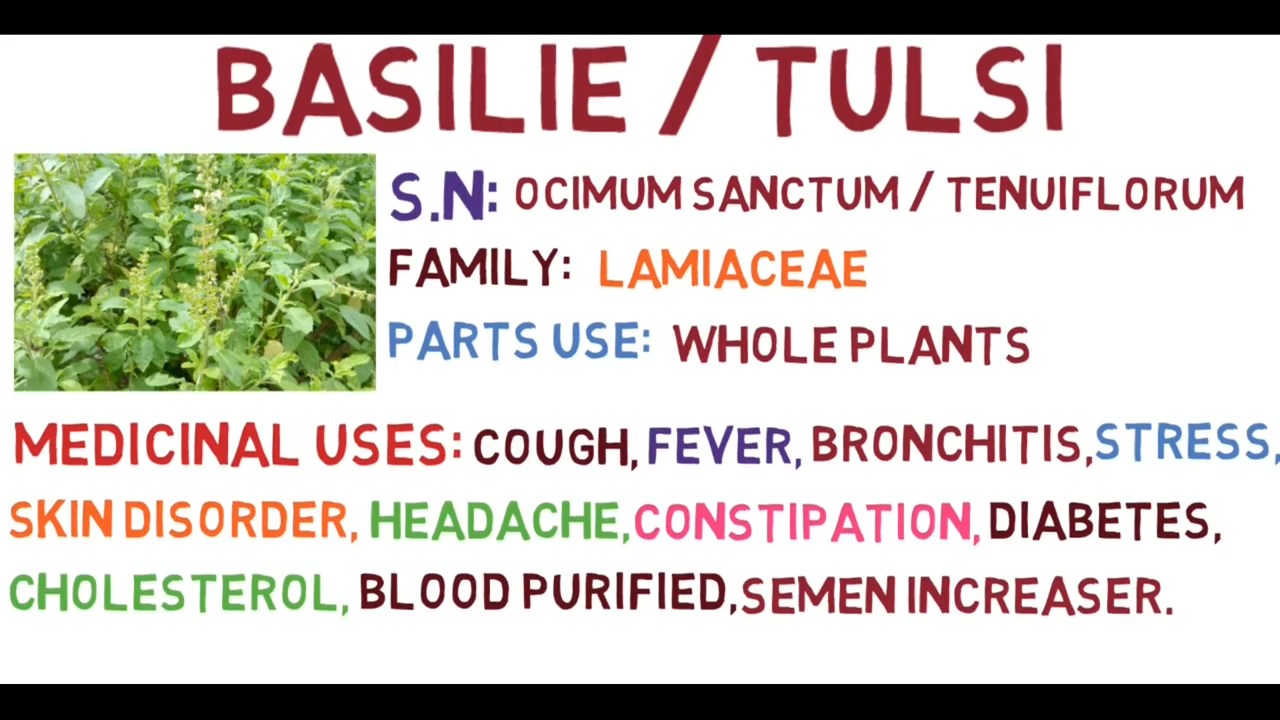 BASILIE / TULSI
S.N: OCIMUM SANCTUM / TENUIFLORUM
FAMILY: LAMIACEAE
PARTS USE: WHOLE PLANTS
MEDICINAL USES: COUGH, FEVER, BRONCHITIS, STRESS,
SKIN DISORDER, HEADACHE, CONSTIPATION, DIABETES,
CHOLESTEROL, BLOOD PURIFIED, SEMEN INCREASER.